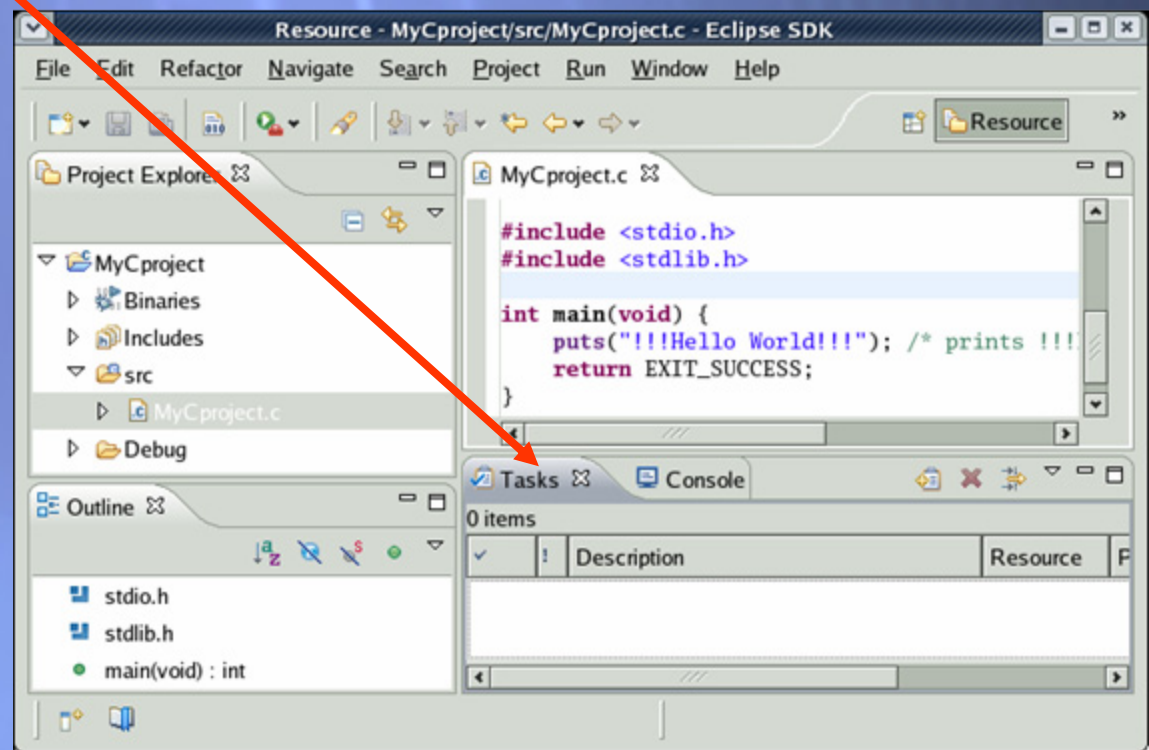 Resource - MyCproject/src/MyCproject.c - Eclipse SDK
File Edit Refactor Navigate Search Project Run Window Help
Resource »
Project Explorer
MyCproject
Binaries
Includes
src
MyCproject.c
Debug
MyCproject.c
#include <stdio.h>
#include <stdlib.h>
int main(void) {
puts("!!!Hello World!!!"); /* prints !!!
return EXIT_SUCCESS;
}
Outline
stdio.h
stdlib.h
main(void) : int
Tasks Console
0 items
! Description Resource P